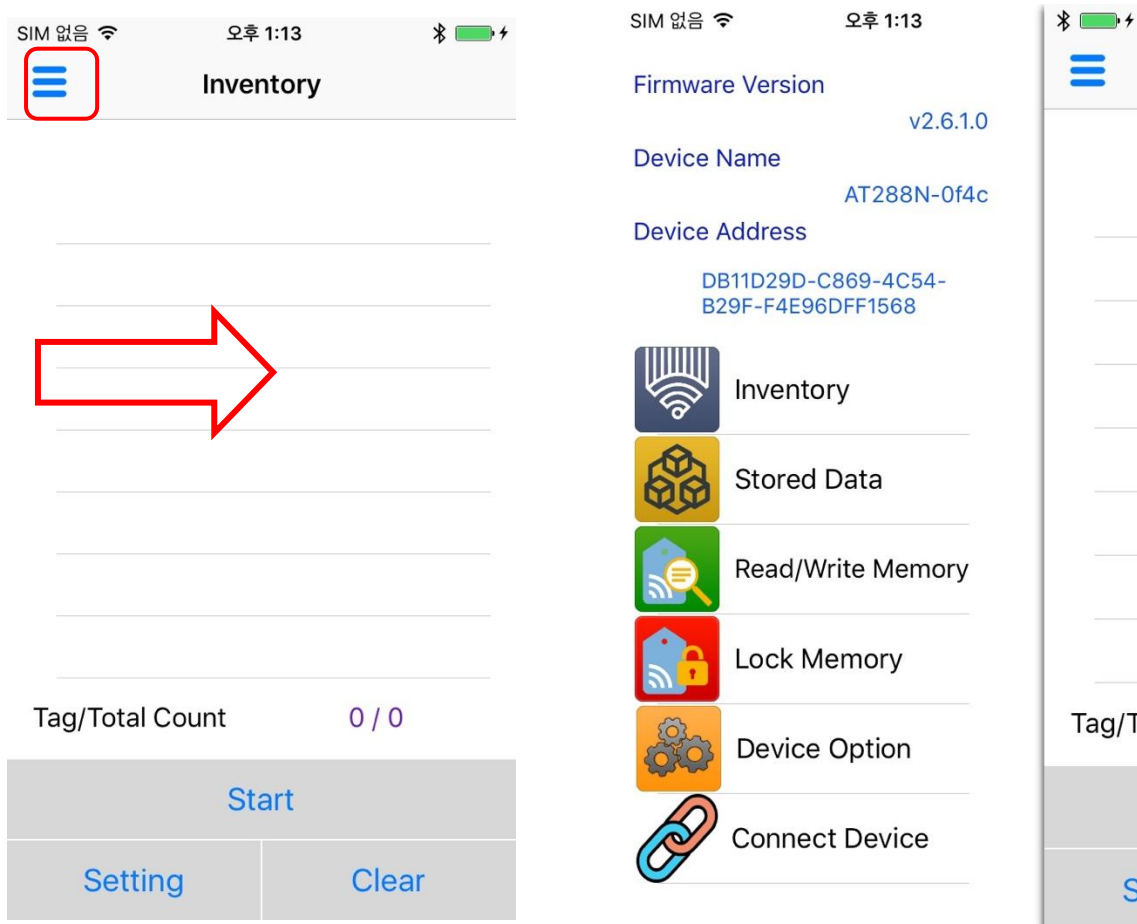 SIM 없음 오후 1:13
Inventory
Tag/Total Count 0 / 0
Start
Setting Clear
SIM 없음 오후 1:13
Firmware Version
v2.6.1.0
Device Name
AT288N-0f4c
Device Address
DB11D29D-C869-4C54-
B29F-F4E96DFF1568
Inventory
Stored Data
Read/Write Memory
Lock Memory
Device Option
Connect Device
Tag/T
S